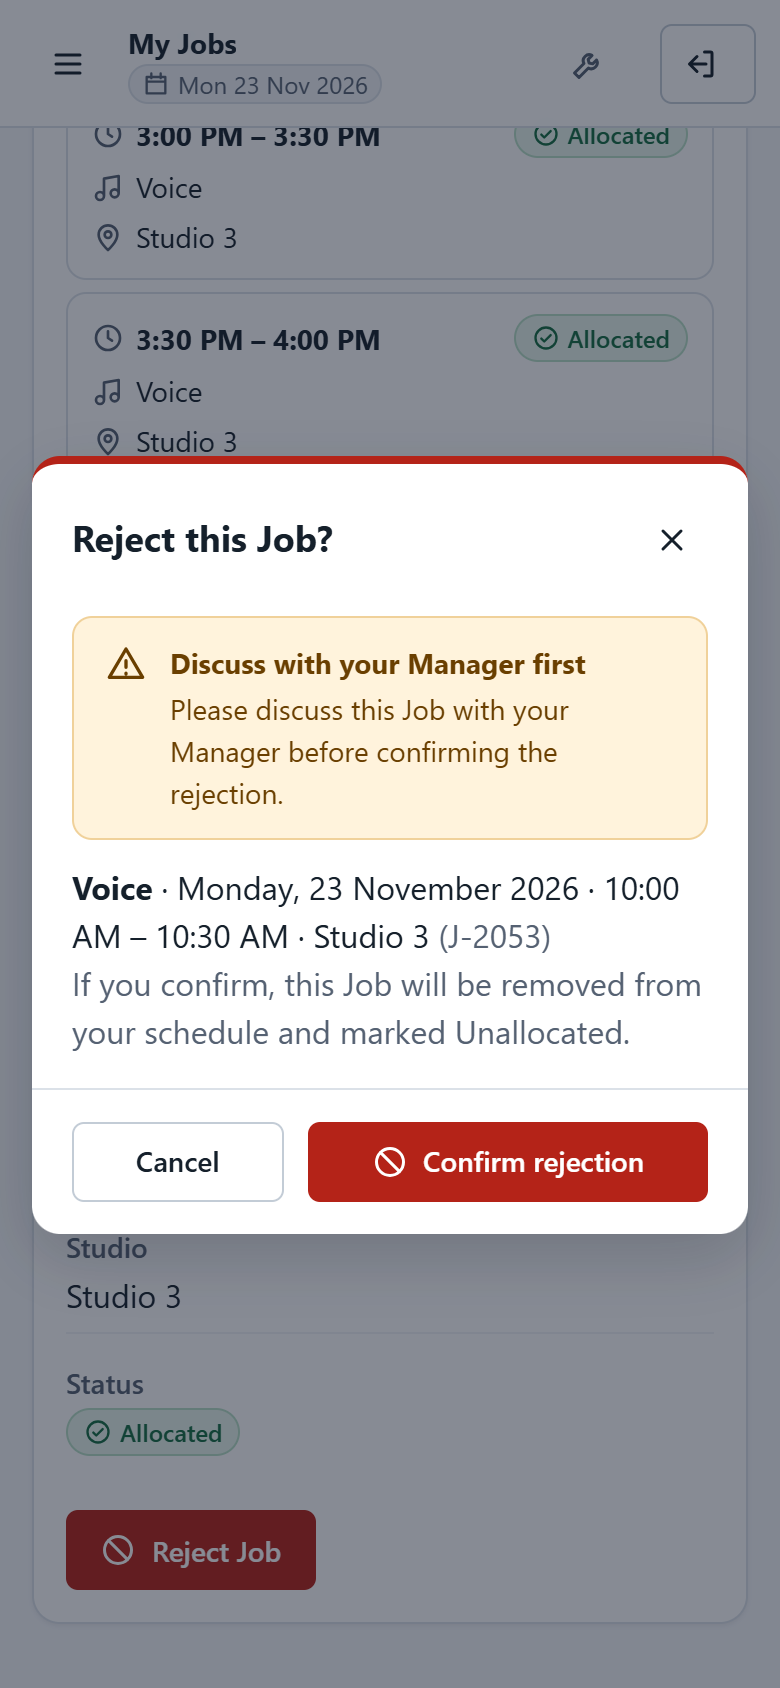 My Jobs
Mon 23 Nov 2026
3:00 PM – 3:30 PM
Allocated
Voice
Studio 3
3:30 PM – 4:00 PM
Allocated
Voice
Studio 3
Reject this Job?
Discuss with your Manager first
Please discuss this Job with your
Manager before confirming the
rejection.
Voice · Monday, 23 November 2026 · 10:00
AM – 10:30 AM · Studio 3 (J-2053)
If you confirm, this Job will be removed from
your schedule and marked Unallocated.
Cancel
Confirm rejection
Studio
Studio 3
Status
Allocated
Reject Job